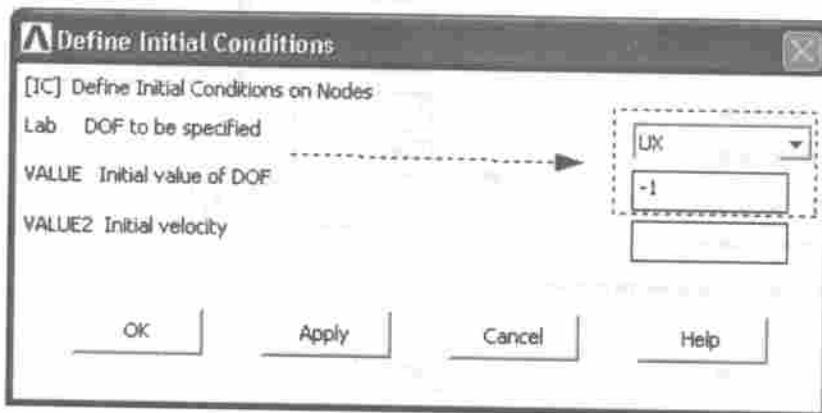 Define Initial Conditions
[IC] Define Initial Conditions on Nodes
Lab DOF to be specified
UX
VALUE Initial value of DOF
-1
VALUE2 Initial velocity
OK Apply Cancel Help